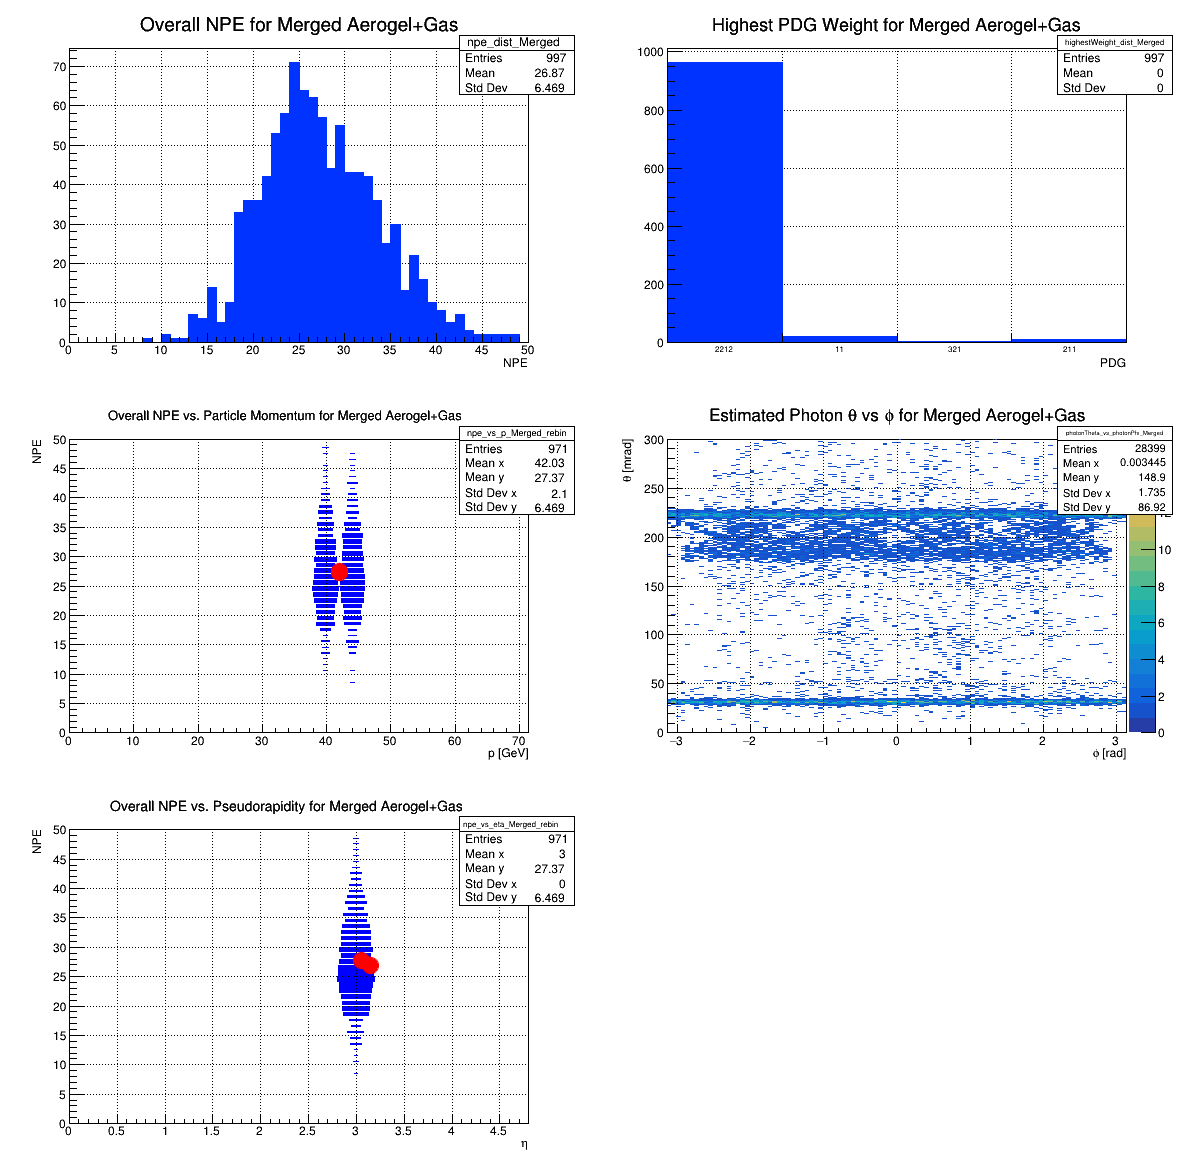 Overall NPE for Merged Aerogel+Gas
npe_dist_Merged
Entries 997
Mean 26.87
Std Dev 6.469
70
60
50
40
30
20
10
0
0 5 10 15 20 25 30 35 40 45 50
NPE
Highest PDG Weight for Merged Aerogel+Gas
highestWeight_dist_Merged
Entries 997
Mean 0
Std Dev 0
1000
800
600
400
200
0
2212 11 321 211
PDG
Overall NPE vs. Particle Momentum for Merged Aerogel+Gas
NPE
npe_vs_p_Merged_rebin
Entries 971
Mean x 42.03
Mean y 27.37
Std Dev x 2.1
Std Dev y 6.469
50
45
40
35
30
25
20
15
10
5
0
0 10 20 30 40 50 60 70
p [GeV]
Estimated Photon θ vs ϕ for Merged Aerogel+Gas
θ [mrad]
photonTheta_vs_photonPhi_Merged
Entries 28399
Mean x 0.003445
Mean y 148.9
Std Dev x 1.735
Std Dev y 86.92
300
250
200
150
100
50
0
10
8
6
4
2
0
−3 −2 −1 0 1 2 3
ϕ [rad]
Overall NPE vs. Pseudorapidity for Merged Aerogel+Gas
NPE
npe_vs_eta_Merged_rebin
Entries 971
Mean x 3
Mean y 27.37
Std Dev x 0
Std Dev y 6.469
50
45
40
35
30
25
20
15
10
5
0
0 0.5 1 1.5 2 2.5 3 3.5 4 4.5
η